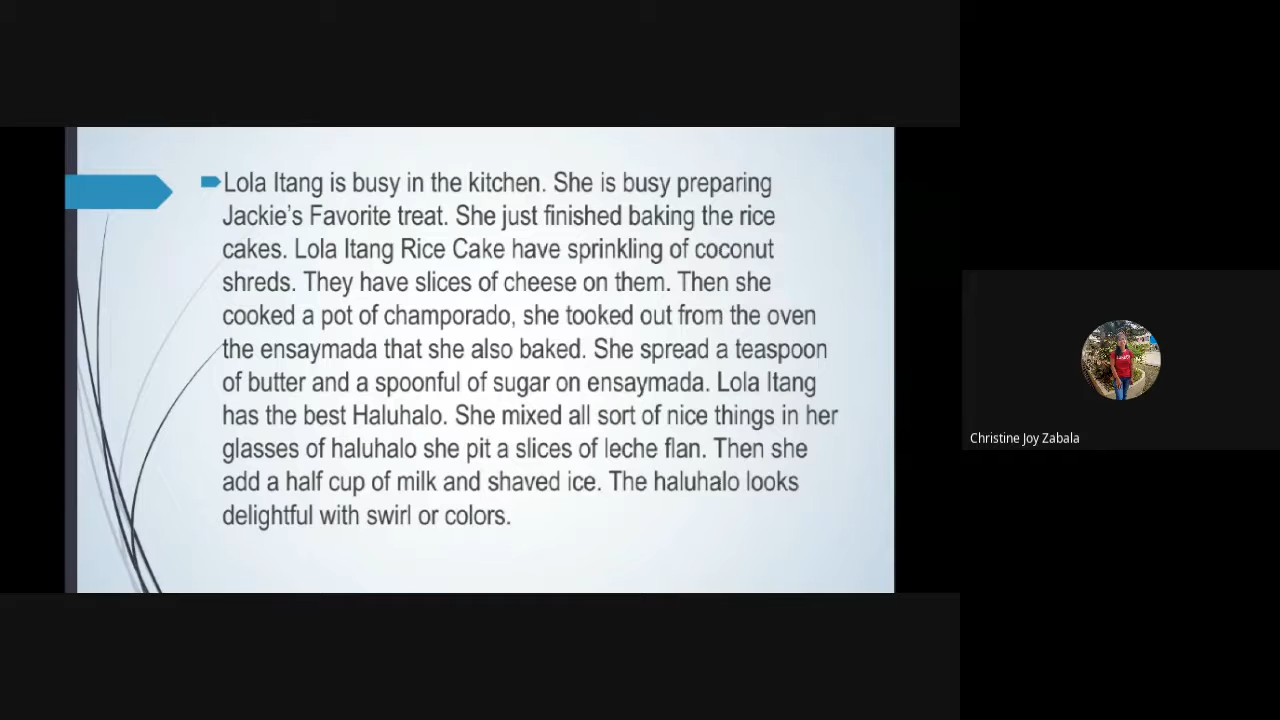 Lola Itang is busy in the kitchen. She is busy preparing
Jackie's Favorite treat. She just finished baking the rice
cakes. Lola Itang Rice Cake have sprinkling of coconut
shreds. They have slices of cheese on them. Then she
cooked a pot of champorado, she tooked out from the oven
the ensaymada that she also baked. She spread a teaspoon
of butter and a spoonful of sugar on ensaymada. Lola Itang
has the best Haluhalo. She mixed all sort of nice things in her
glasses of haluhalo she pit a slices of leche flan. Then she
add a half cup of milk and shaved ice. The haluhalo looks
delightful with swirl or colors.
Christine Joy Zabala